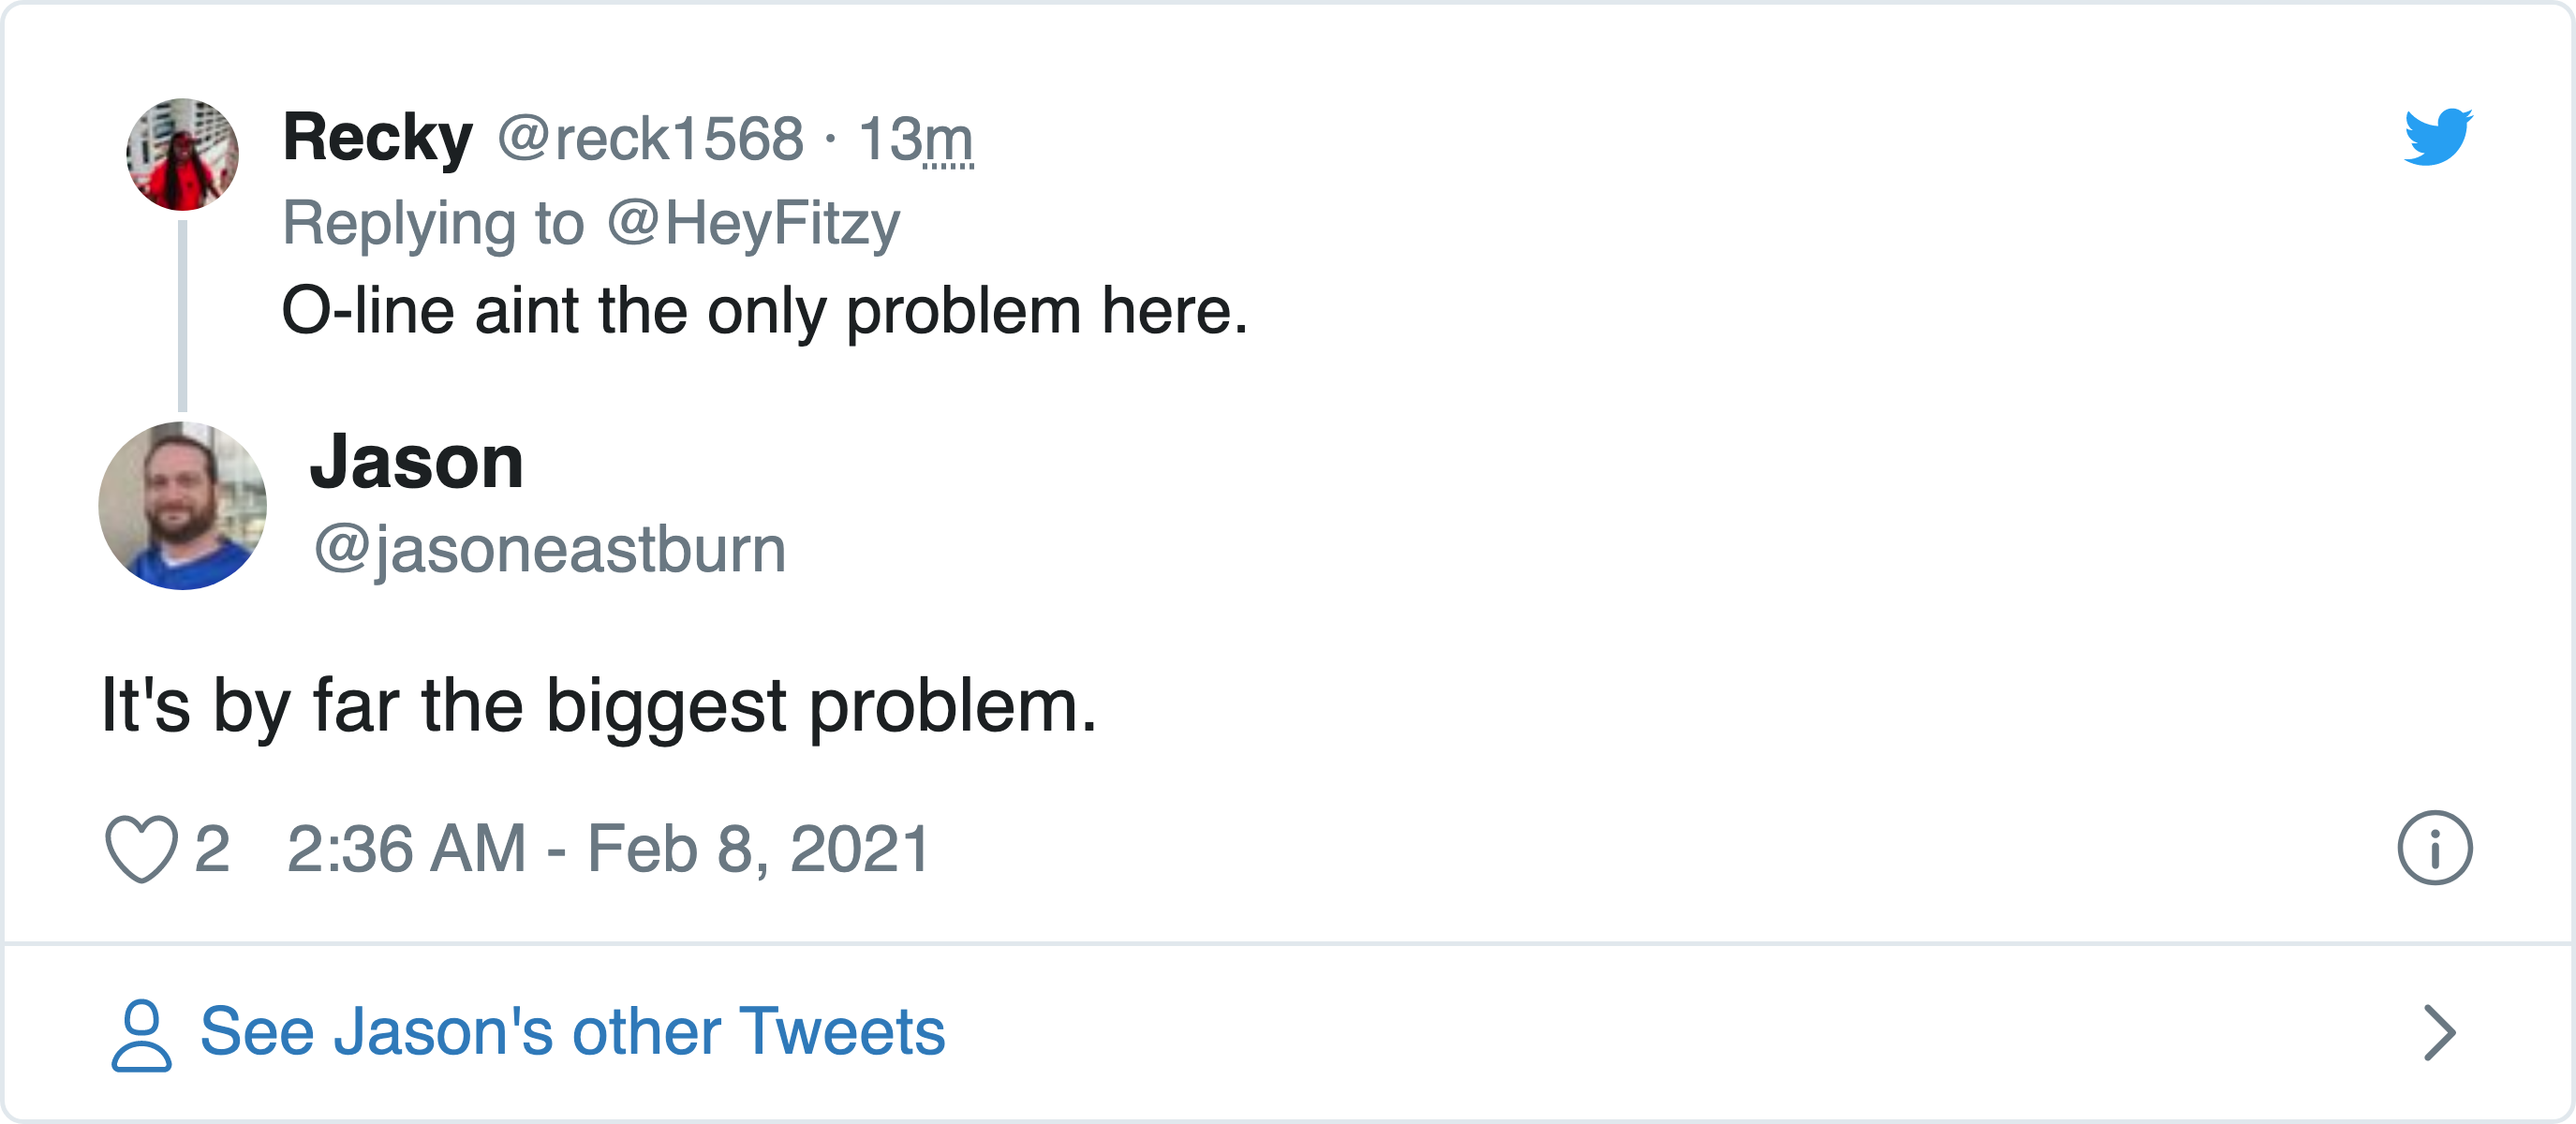 Recky @reck1568 · 13m
Replying to @HeyFitzy
O-line aint the only problem here.
Jason
@jasoneastburn
It's by far the biggest problem.
2 2:36 AM - Feb 8, 2021
See Jason's other Tweets